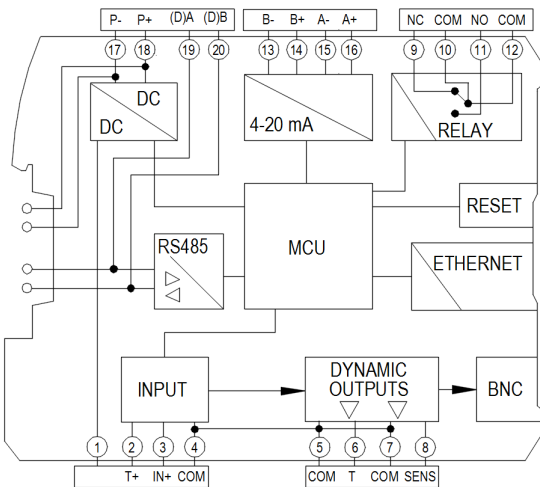 P- P+ (D)A (D)B B- B+ A- A+ NC COM NO COM
17 18 19 20 13 14 15 16 9 10 11 12
DC
DC
4-20 mA
RELAY
RESET
MCU
RS485
ETHERNET
INPUT
DYNAMIC
OUTPUTS
BNC
1 2 3 4 5 6 7 8
T+ IN+ COM COM T COM SENS